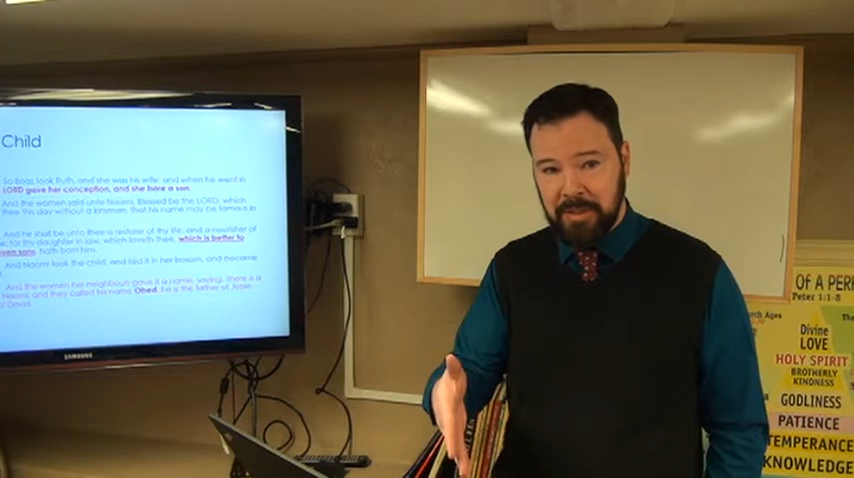 Child
So Boaz took Ruth, and she was his wife: and when he went in
LORD gave her conception, and she bare a son.
And the women said unto Naomi, Blessed be the LORD, which
thee this day without a kinsman, that his name may be famous in
And he shall be unto thee a restorer of thy life, and a nourisher of
for thy daughter in law, which loveth thee, which is better to
sons, hath born him.
And Naomi took the child, and laid it in her bosom, and became
And the women her neighbours gave it a name, saying, There is a
Naomi; and they called his name Obed: he is the father of Jesse,
David.
SAMSUNG
OF A PER
Peter 1:1-8
rch Ages
Divine
LOVE
HOLY SPIRIT
BROTHERLY
KINDNESS
GODLINESS
PATIENCE
TEMPERANCE
KNOWLEDGE